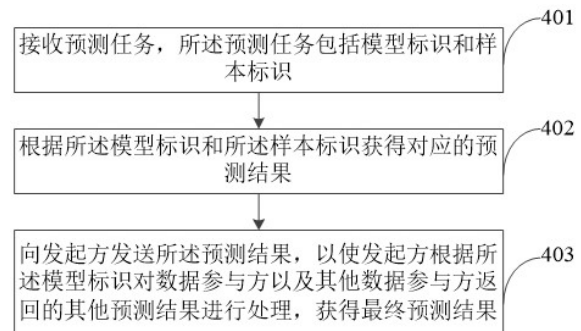 接收预测任务，所述预测任务包括模型标识和样
本标识
401
根据所述模型标识和所述样本标识获得对应的预
测结果
402
向发起方发送所述预测结果，以使发起方根据所
述模型标识对数据参与方以及其他数据参与方返
回的其他预测结果进行处理，获得最终预测结果
403